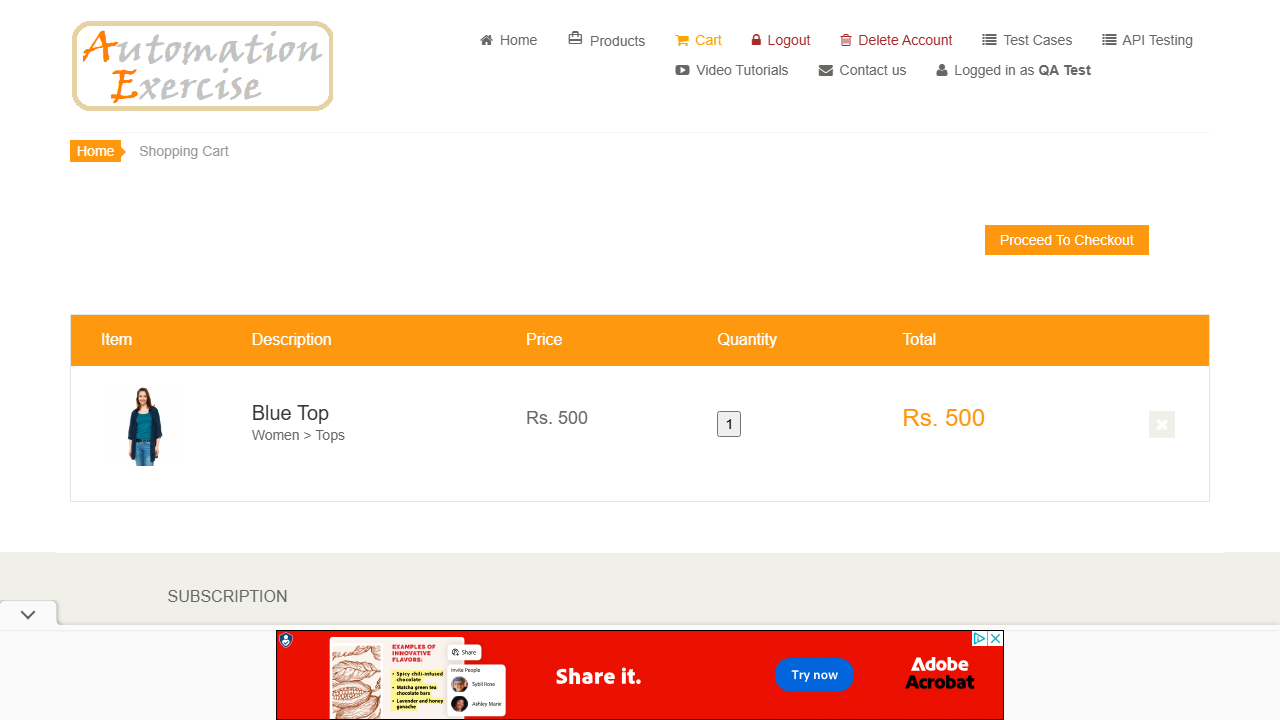 Automation
Exercise
Home
Products
Cart
Logout
Delete Account
Test Cases
API Testing
Video Tutorials
Contact us
Logged in as QA Test
Home
Shopping Cart
Proceed To Checkout
Item Description Price Quantity Total
Blue Top
Women > Tops
Rs. 500
1
Rs. 500
SUBSCRIPTION
EXAMPLES OF
INNOVATIVE
FLAVORS:
Spicy chili-infused
chocolate
Matcha green tea
chocolate bars
Lavender and honey
ganache
Share
Invite People
Sybil Rose
Ashley Marie
Share it.
Try now
Adobe
Acrobat